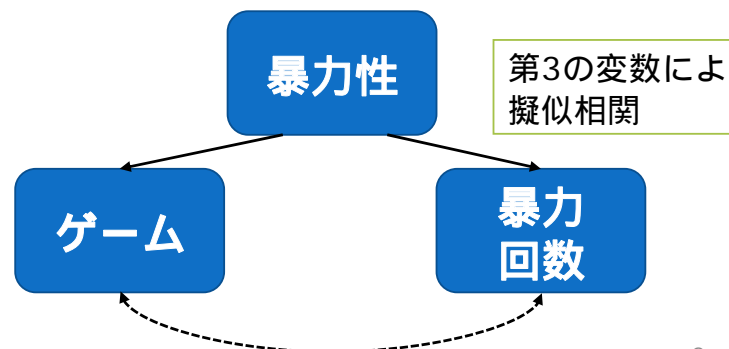 暴力性
第3の変数によ
擬似相関
ゲーム
暴力
回数